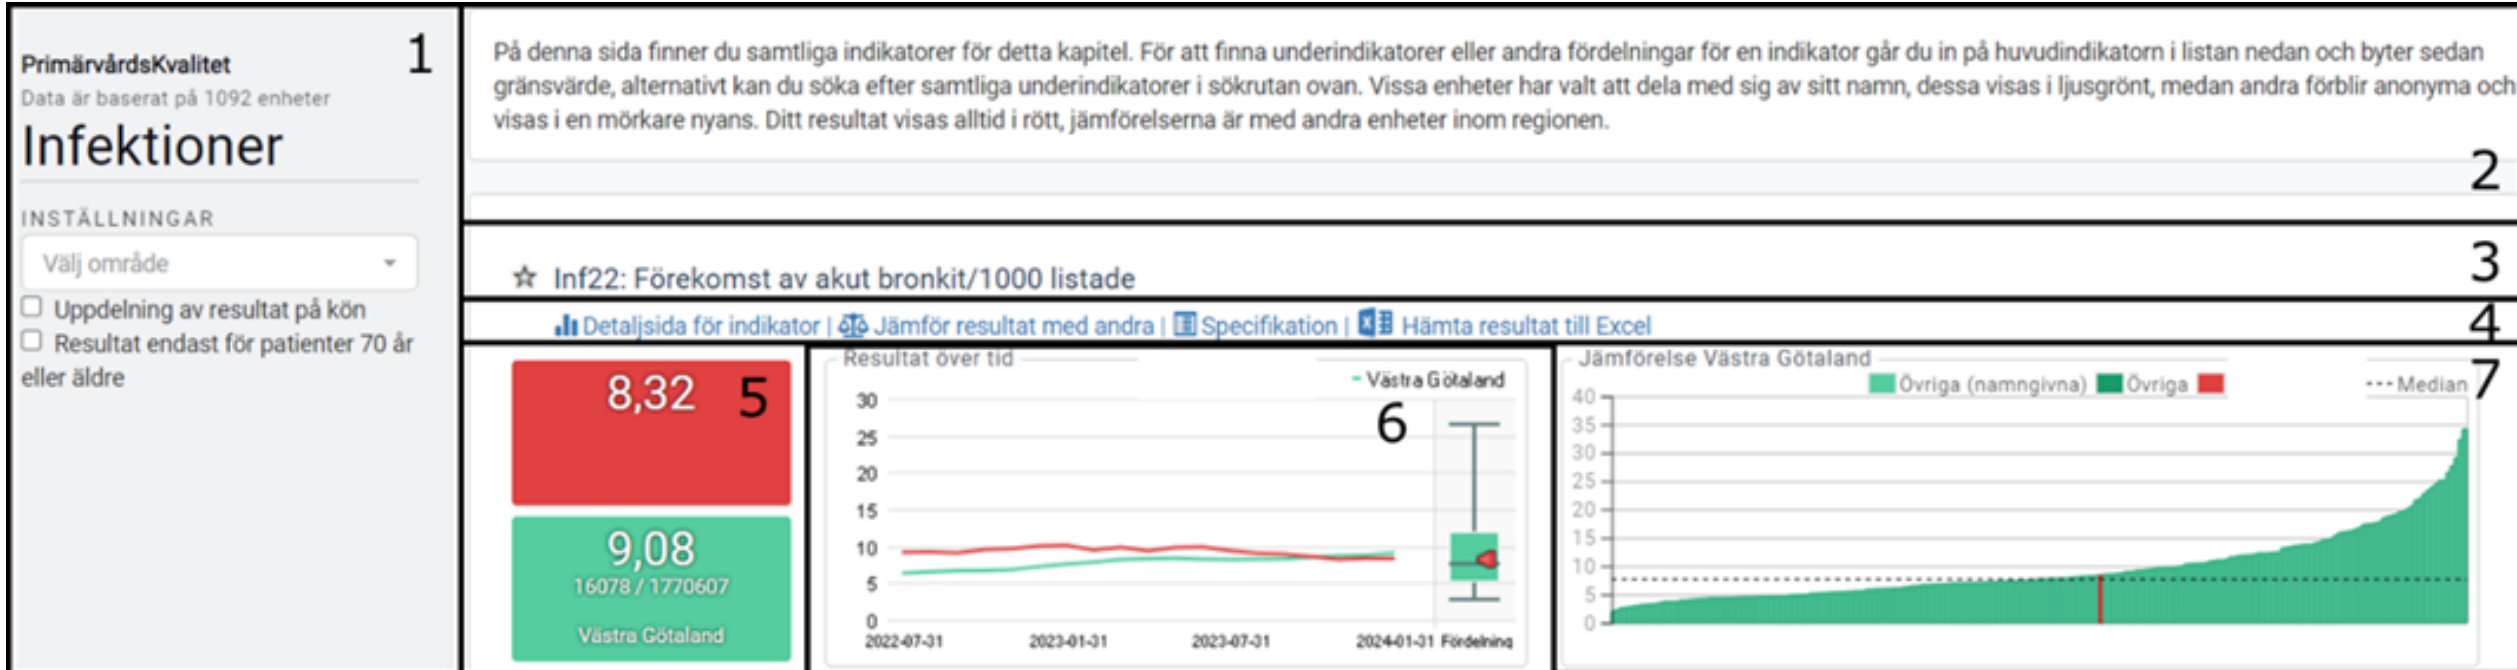 1
PrimärvårdsKvalitet
Data är baserat på 1092 enheter
Infektioner
INSTÄLLNINGAR
Välj område
Uppdelning av resultat på kön
Resultat endast för patienter 70 år
eller äldre
På denna sida finner du samtliga indikatorer för detta kapitel. För att finna underindikatorer eller andra fördelningar för en indikator går du in på huvudindikatorn i listan nedan och byter sedan
gränsvärde, alternativt kan du söka efter samtliga underindikatorer i sökrutan ovan. Vissa enheter har valt att dela med sig av sitt namn, dessa visas i ljusgrönt, medan andra förblir anonyma och
visas i en mörkare nyans. Ditt resultat visas alltid i rött, jämförelserna är med andra enheter inom regionen.
2
3
Inf22: Förekomst av akut bronkit/1000 listade
Detaljsida för indikator | Jämför resultat med andra | Specifikation | Hämta resultat till Excel
4
8,32
5
9,08
16078 / 1770607
Västra Götaland
Resultat över tid
Västra Götaland
6
30
25
20
15
10
5
0
2022-07-31 2023-01-31 2023-07-31 2024-01-31 Fördelning
Jämförelse Västra Götaland
7
Övriga (namngivna) Övriga Median
40
35
30
25
20
15
10
5
0